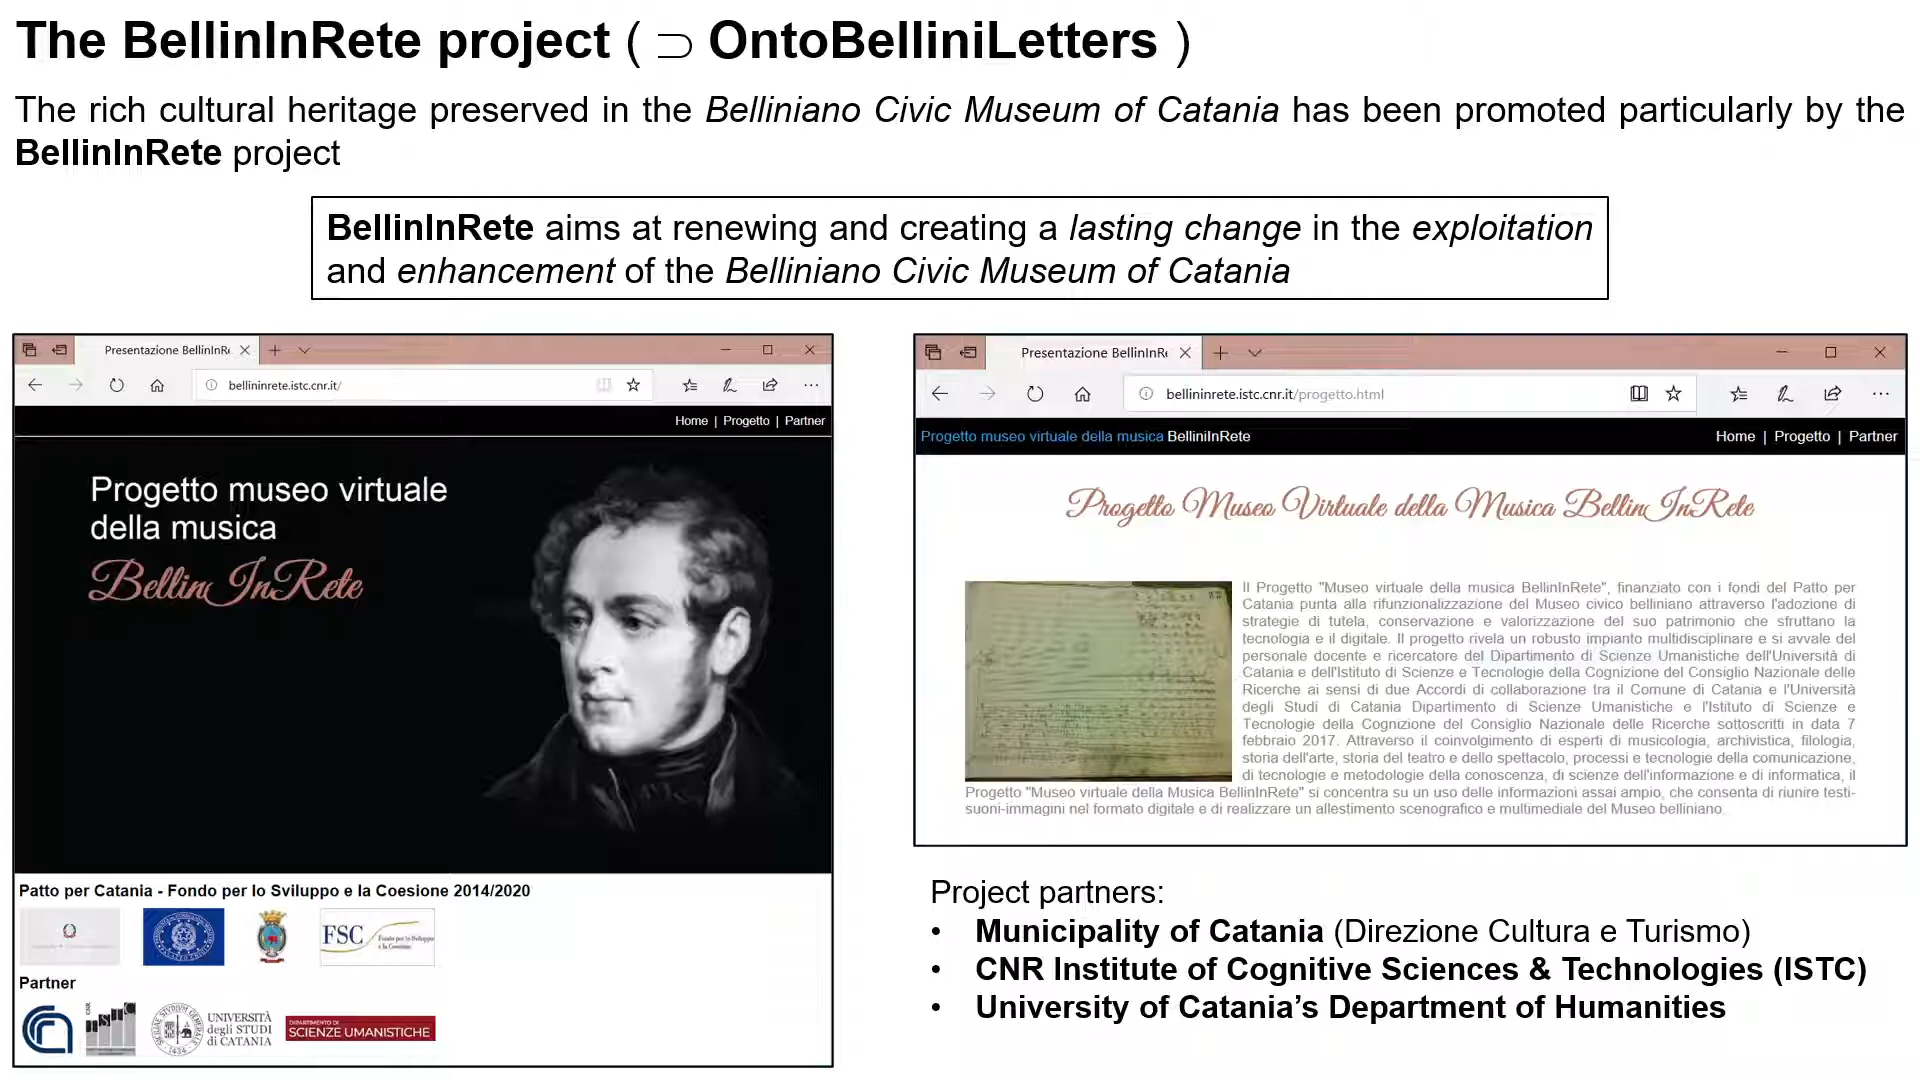 The BellinInRete project ( ⊃ OntoBelliniLetters )
The rich cultural heritage preserved in the Belliniano Civic Museum of Catania has been promoted particularly by the
BellinInRete project
BellinInRete aims at renewing and creating a lasting change in the exploitation
and enhancement of the Belliniano Civic Museum of Catania
Presentazione BellinInRe
bellininrete.istc.cnr.it/
Home | Progetto | Partner
Progetto museo virtuale
della musica
BellinInRete
Patto per Catania - Fondo per lo Sviluppo e la Coesione 2014/2020
FSC Fondo per lo Sviluppo
e la Coesione
Partner
UNIVERSITÀ
degli STUDI
di CATANIA
DIPARTIMENTO DI
SCIENZE UMANISTICHE
Presentazione BellinInRe
bellininrete.istc.cnr.it/progetto.html
Progetto museo virtuale della musica BelliniInRete
Home | Progetto | Partner
Progetto Museo Virtuale della Musica BellinInRete
Il Progetto "Museo virtuale della musica BellinInRete", finanziato con i fondi del Patto per
Catania punta alla rifunzionalizzazione del Museo civico belliniano attraverso l'adozione di
strategie di tutela, conservazione e valorizzazione del suo patrimonio che sfruttano la
tecnologia e il digitale. Il progetto rivela un robusto impianto multidisciplinare e si avvale del
personale docente e ricercatore del Dipartimento di Scienze Umanistiche dell'Università di
Catania e dell'Istituto di Scienze e Tecnologie della Cognizione del Consiglio Nazionale delle
Ricerche ai sensi di due Accordi di collaborazione tra il Comune di Catania e l'Università
degli Studi di Catania Dipartimento di Scienze Umanistiche e l'Istituto di Scienze e
Tecnologie della Cognizione del Consiglio Nazionale delle Ricerche sottoscritti in data 7
febbraio 2017. Attraverso il coinvolgimento di esperti di musicologia, archivistica, filologia,
storia dell'arte, storia del teatro e dello spettacolo, processi e tecnologie della comunicazione,
di tecnologie e metodologie della conoscenza, di scienze dell'informazione e di informatica, il
Progetto "Museo virtuale della Musica BellinInRete" si concentra su un uso delle informazioni assai ampio, che consenta di riunire testi-
suoni-immagini nel formato digitale e di realizzare un allestimento scenografico e multimediale del Museo belliniano.
Project partners:
• Municipality of Catania (Direzione Cultura e Turismo)
• CNR Institute of Cognitive Sciences & Technologies (ISTC)
• University of Catania’s Department of Humanities